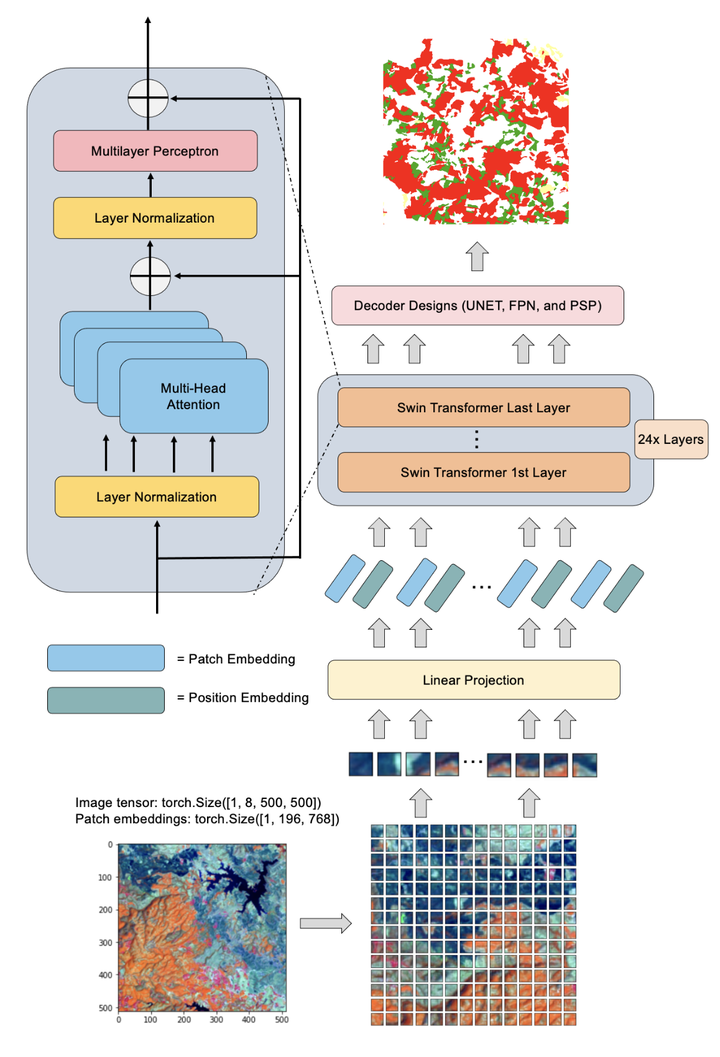 Multilayer Perceptron
Layer Normalization
Multi-Head
Attention
Layer Normalization
Decoder Designs (UNET, FPN, and PSP)
Swin Transformer Last Layer
24x Layers
Swin Transformer 1st Layer
= Patch Embedding
= Position Embedding
Linear Projection
Image tensor: torch.Size([1, 8, 500, 500])
Patch embeddings: torch.Size([1, 196, 768])
0
100
200
300
400
500
0 100 200 300 400 500